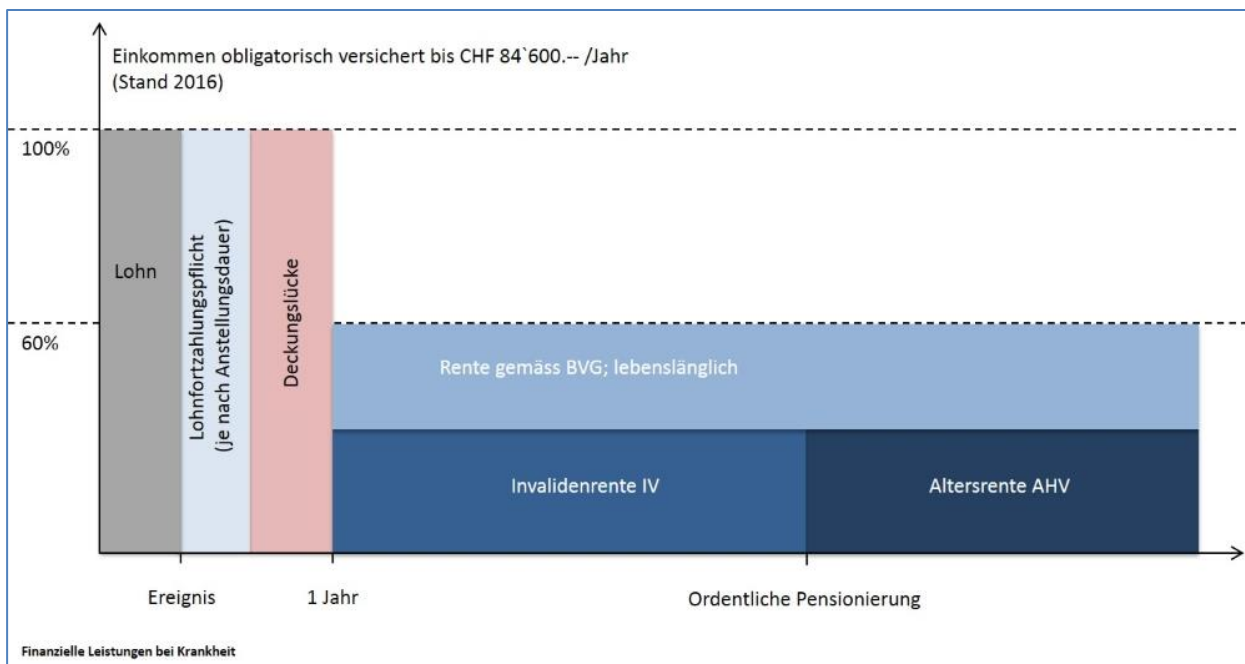 Einkommen obligatorisch versichert bis CHF 84`600.-- /Jahr
(Stand 2016)
100%
60%
Lohn
Lohnfortzahlungspflicht
(je nach Anstellungsdauer)
Deckungslücke
Rente gemäss BVG; lebenslänglich
Invalidenrente IV
Altersrente AHV
Ereignis
1 Jahr
Ordentliche Pensionierung
Finanzielle Leistungen bei Krankheit